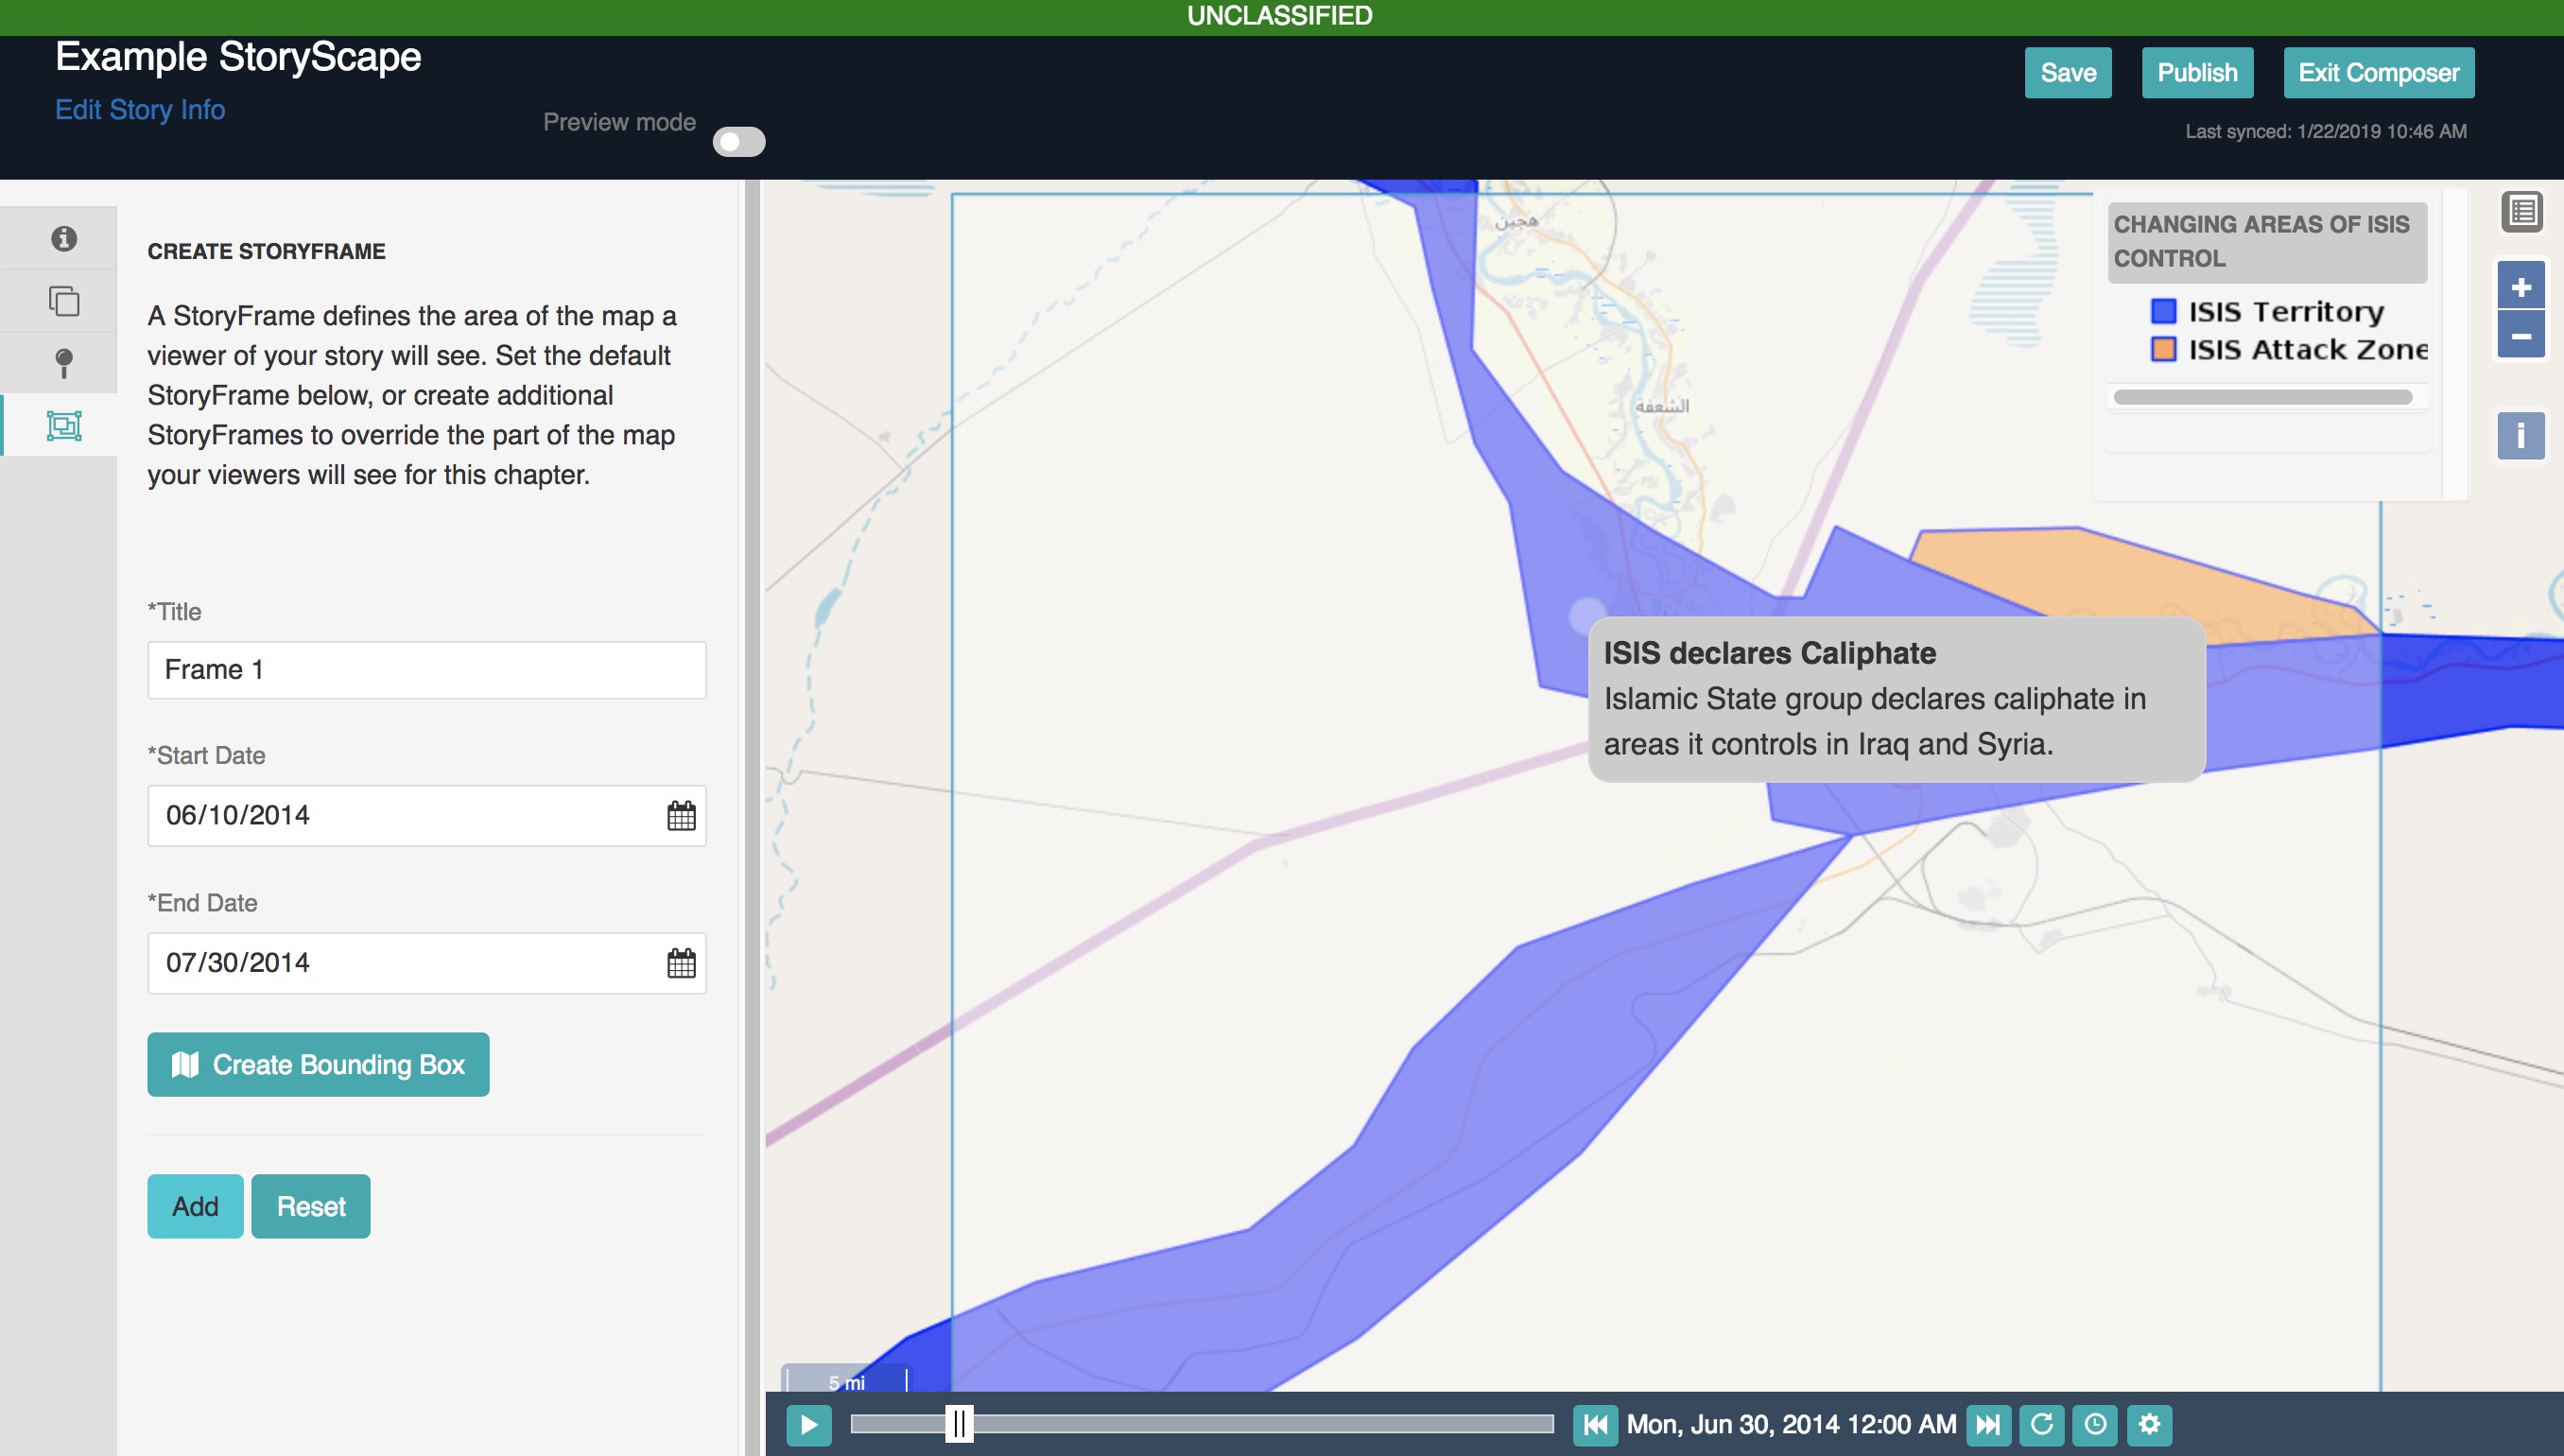 UNCLASSIFIED
Example StoryScape
Edit Story Info
Preview mode
Save
Publish
Exit Composer
Last synced: 1/22/2019 10:46 AM
CREATE STORYFRAME
A StoryFrame defines the area of the map a
viewer of your story will see. Set the default
StoryFrame below, or create additional
StoryFrames to override the part of the map
your viewers will see for this chapter.
*Title
Frame 1
*Start Date
06/10/2014
*End Date
07/30/2014
Create Bounding Box
Add
Reset
هجين
الشعفة
CHANGING AREAS OF ISIS
CONTROL
ISIS Territory
ISIS Attack Zone
ISIS declares Caliphate
Islamic State group declares caliphate in
areas it controls in Iraq and Syria.
5 mi
Mon, Jun 30, 2014 12:00 AM